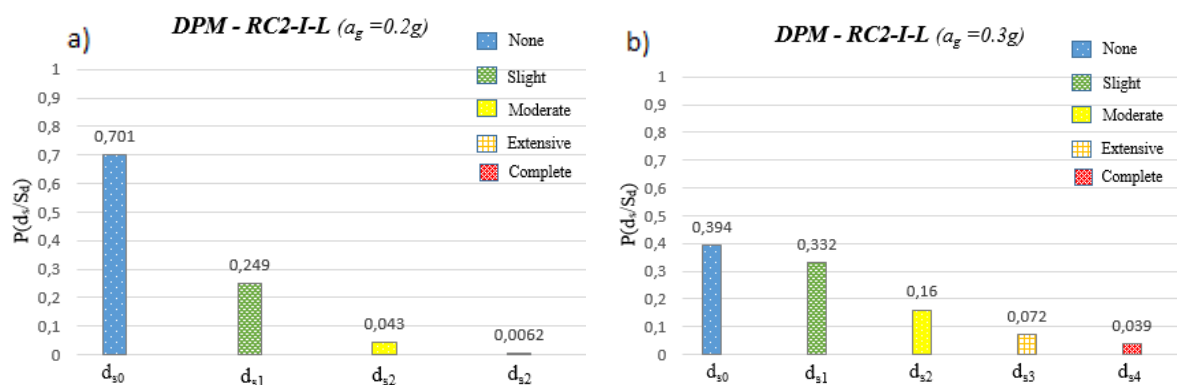 a)
DPM - RC2-I-L (ag =0.2g)
None
Slight
Moderate
Extensive
Complete
P(ds/Sd)
1
0,9
0,8
0,7
0,6
0,5
0,4
0,3
0,2
0,1
0
0,701
0,249
0,043
0,0062
ds0
ds1
ds2
ds2
b)
DPM - RC2-I-L (ag =0.3g)
None
Slight
Moderate
Extensive
Complete
P(ds/Sd)
1
0,9
0,8
0,7
0,6
0,5
0,4
0,3
0,2
0,1
0
0,394
0,332
0,16
0,072
0,039
ds0
ds1
ds2
ds3
ds4